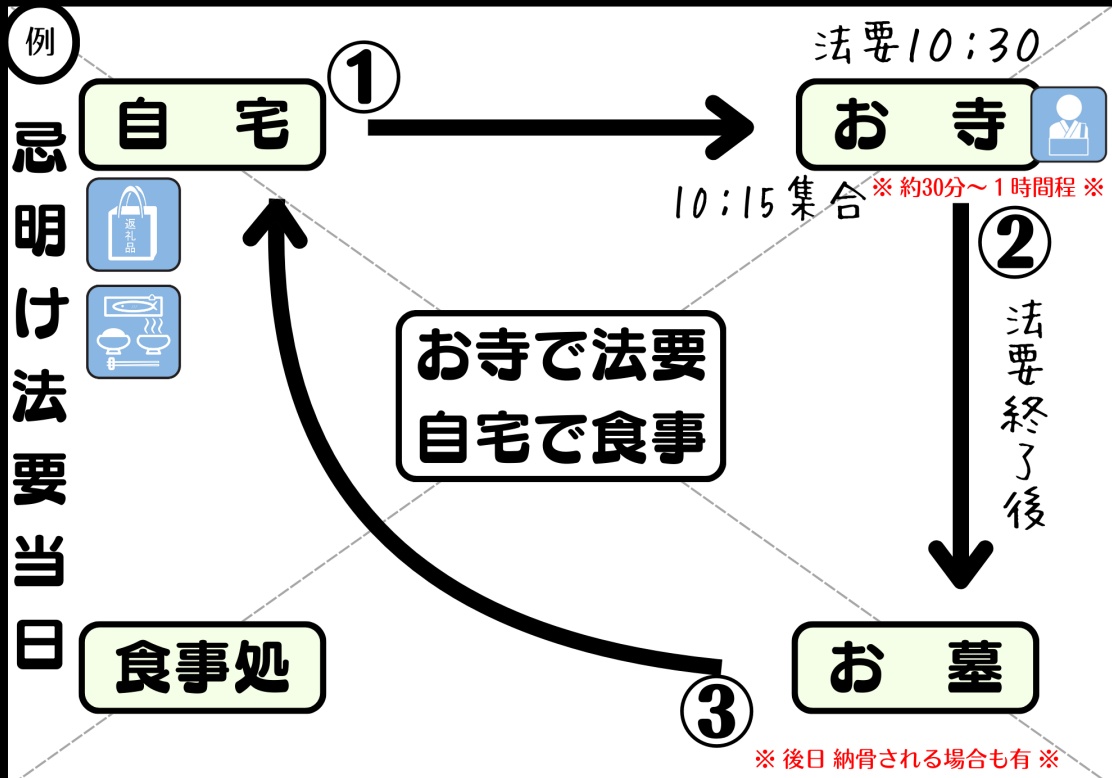 例
忌明け法要当日
自宅
①
法要10:30
お寺
10:15集合
※ 約30分～1時間程 ※
②
法要終了後
返礼品
お寺で法要
自宅で食事
食事処
お墓
③
※ 後日 納骨される場合も有 ※